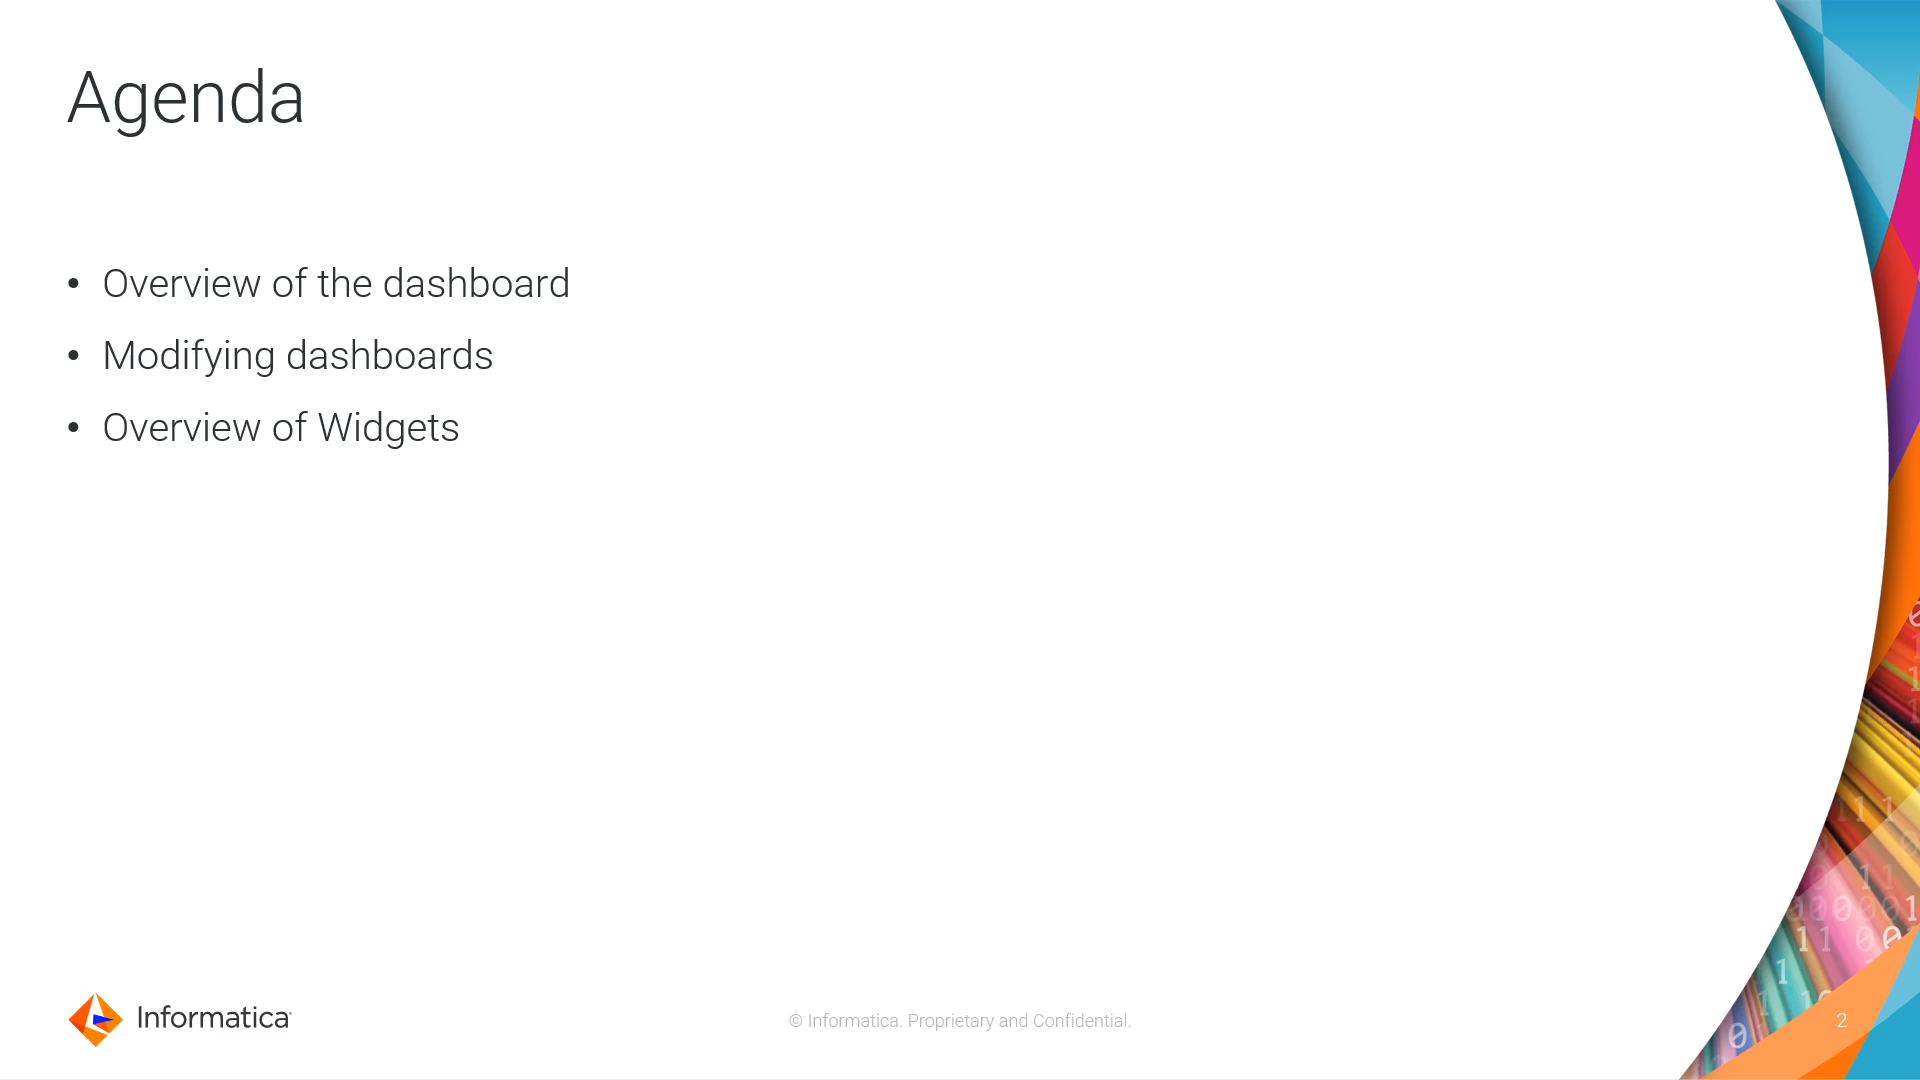 Agenda
• Overview of the dashboard
• Modifying dashboards
• Overview of Widgets
Informatica
© Informatica. Proprietary and Confidential.
2